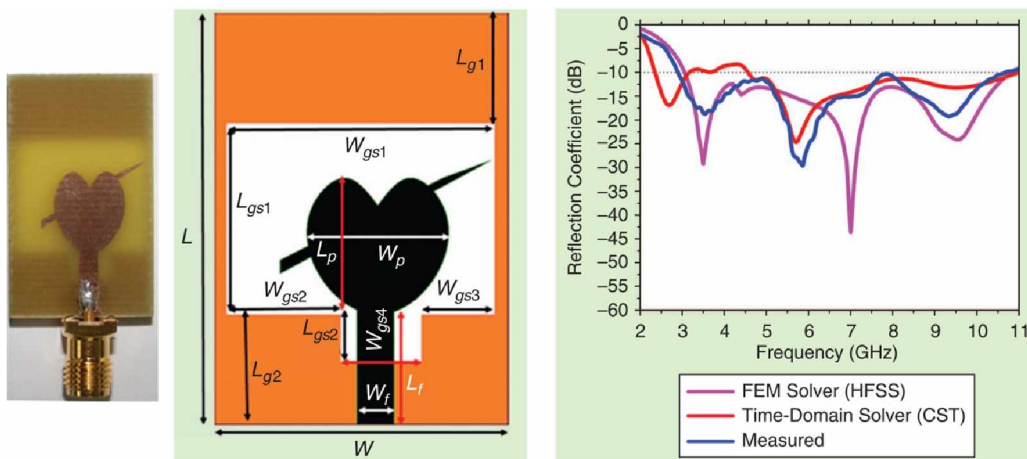 L
L_g1
W_gs1
L_gs1
L_p
W_p
W_gs2
W_gs3
L_gs2
W_gs4
L_g2
W_f
L_f
W
Reflection Coefficient (dB)
0
−5
−10
−15
−20
−25
−30
−35
−40
−45
−50
−55
−60
2 3 4 5 6 7 8 9 10 11
Frequency (GHz)
FEM Solver (HFSS)
Time-Domain Solver (CST)
Measured